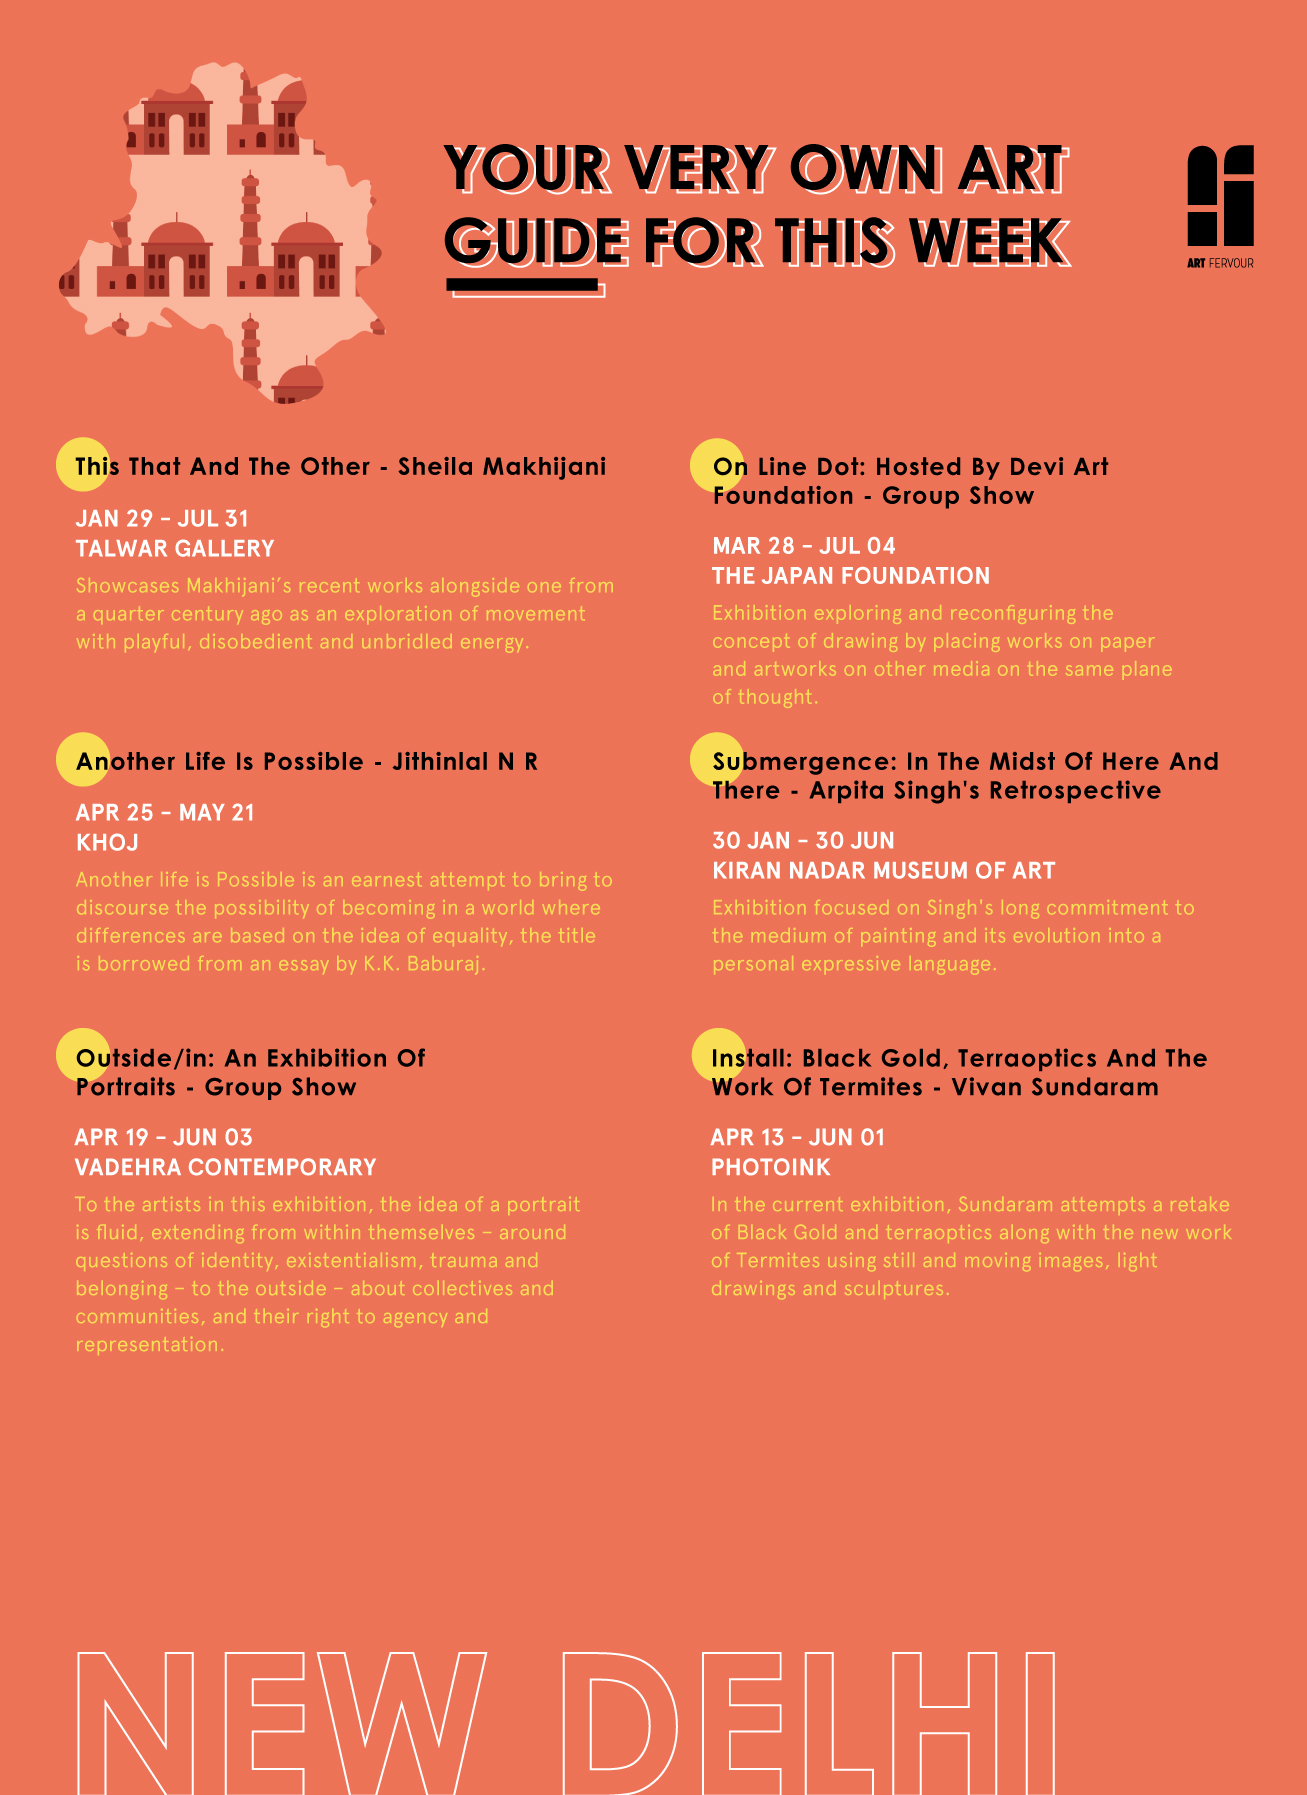 YOUR VERY OWN ART
GUIDE FOR THIS WEEK
ART FERVOUR
This That And The Other - Sheila Makhijani
JAN 29 – JUL 31
TALWAR GALLERY
Showcases Makhijani’s recent works alongside one from
a quarter century ago as an exploration of movement
with playful, disobedient and unbridled energy.
On Line Dot: Hosted By Devi Art
Foundation - Group Show
MAR 28 – JUL 04
THE JAPAN FOUNDATION
Exhibition exploring and reconfiguring the
concept of drawing by placing works on paper
and artworks on other media on the same plane
of thought.
Another Life Is Possible - Jithinlal N R
APR 25 – MAY 21
KHOJ
Another life is Possible is an earnest attempt to bring to
discourse the possibility of becoming in a world where
differences are based on the idea of equality, the title
is borrowed from an essay by K.K. Baburaj.
Submergence: In The Midst Of Here And
There - Arpita Singh's Retrospective
30 JAN – 30 JUN
KIRAN NADAR MUSEUM OF ART
Exhibition focused on Singh's long commitment to
the medium of painting and its evolution into a
personal expressive language.
Outside/in: An Exhibition Of
Portraits - Group Show
APR 19 – JUN 03
VADEHRA CONTEMPORARY
To the artists in this exhibition, the idea of a portrait
is fluid, extending from within themselves – around
questions of identity, existentialism, trauma and
belonging – to the outside – about collectives and
communities, and their right to agency and
representation.
Install: Black Gold, Terraoptics And The
Work Of Termites - Vivan Sundaram
APR 13 – JUN 01
PHOTOINK
In the current exhibition, Sundaram attempts a retake
of Black Gold and terraoptics along with the new work
of Termites using still and moving images, light
drawings and sculptures.
NEW DELHI